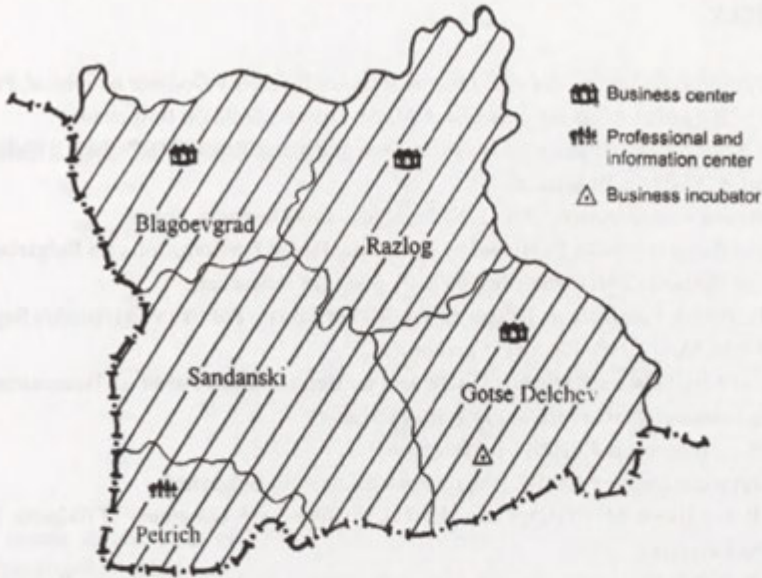 Business center
Professional and
information center
Business incubator
Blagoevgrad
Razlog
Sandanski
Gotse Delchev
Petrich